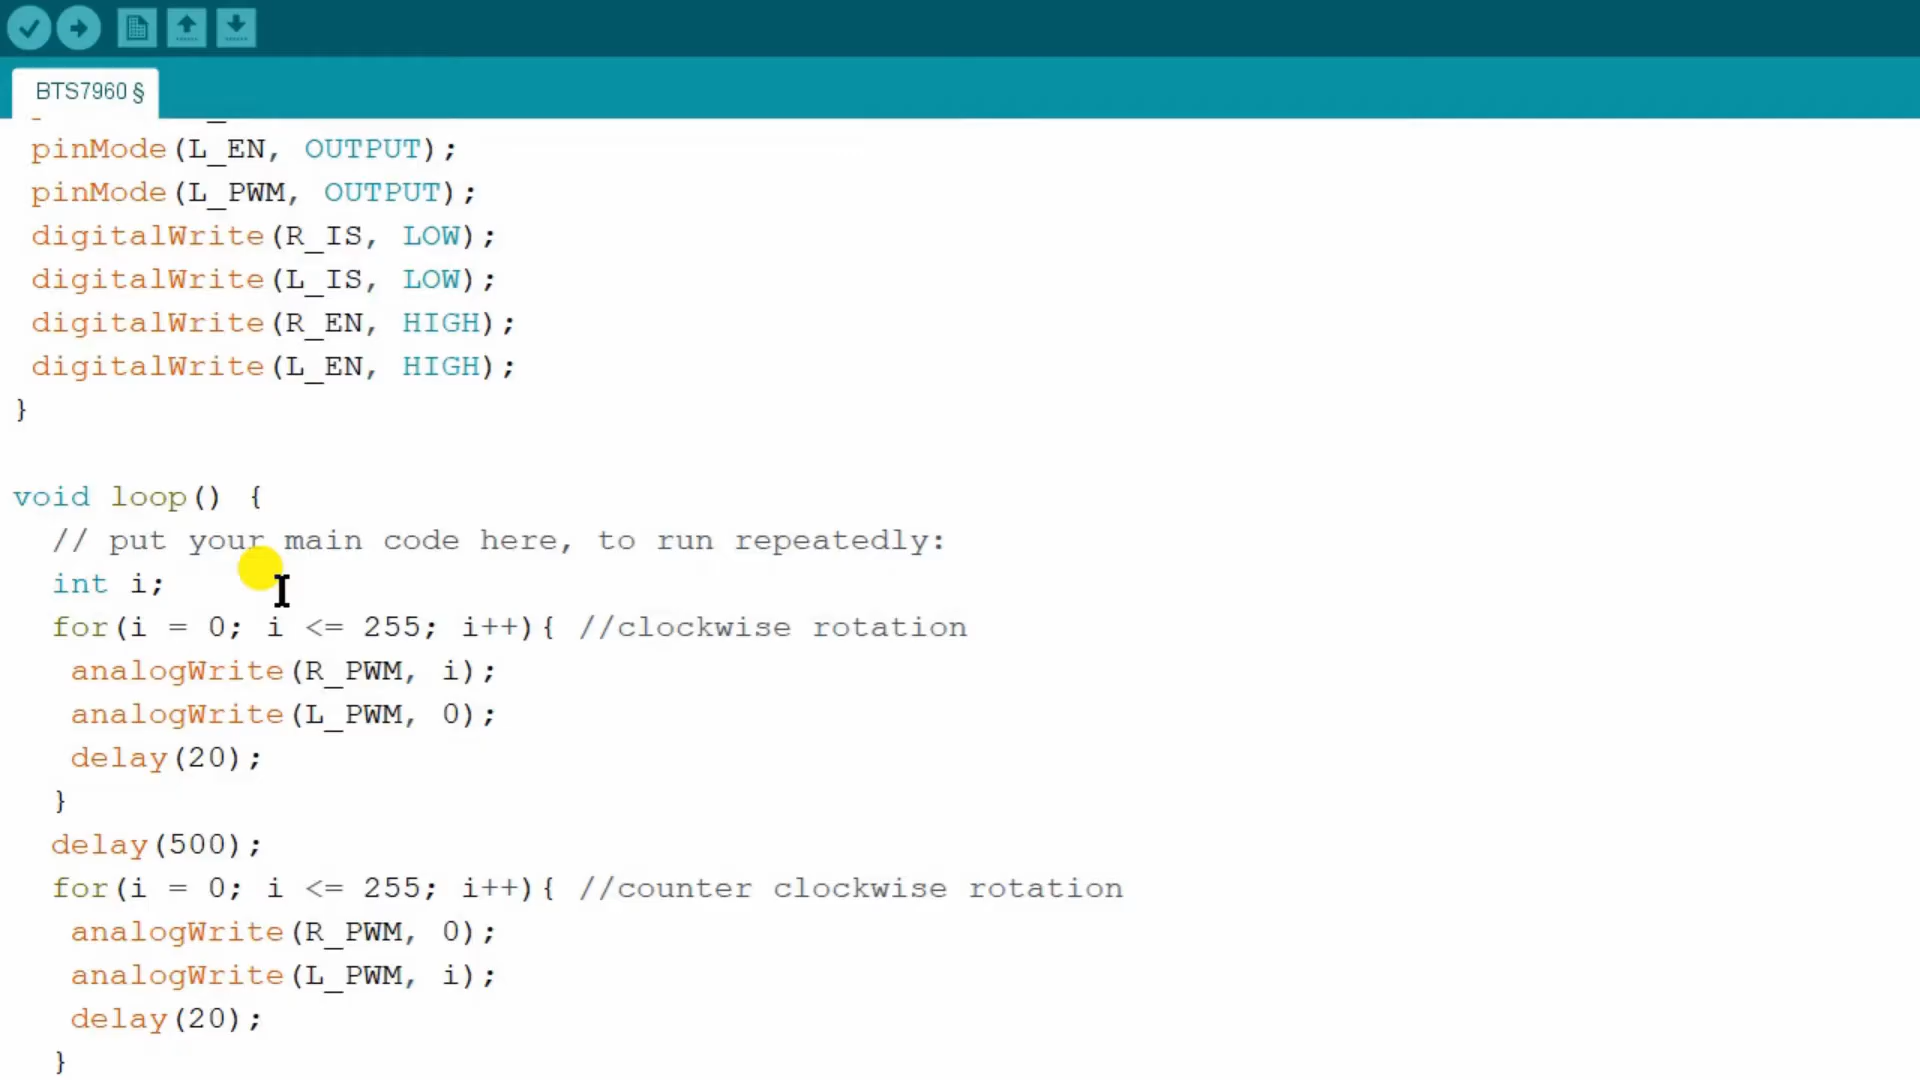 BTS7960 §
pinMode(L_EN, OUTPUT);
pinMode(L_PWM, OUTPUT);
digitalWrite(R_IS, LOW);
digitalWrite(L_IS, LOW);
digitalWrite(R_EN, HIGH);
digitalWrite(L_EN, HIGH);
}
void loop() {
// put your main code here, to run repeatedly:
int i;
for(i = 0; i <= 255; i++){ //clockwise rotation
analogWrite(R_PWM, i);
analogWrite(L_PWM, 0);
delay(20);
}
delay(500);
for(i = 0; i <= 255; i++){ //counter clockwise rotation
analogWrite(R_PWM, 0);
analogWrite(L_PWM, i);
delay(20);
}